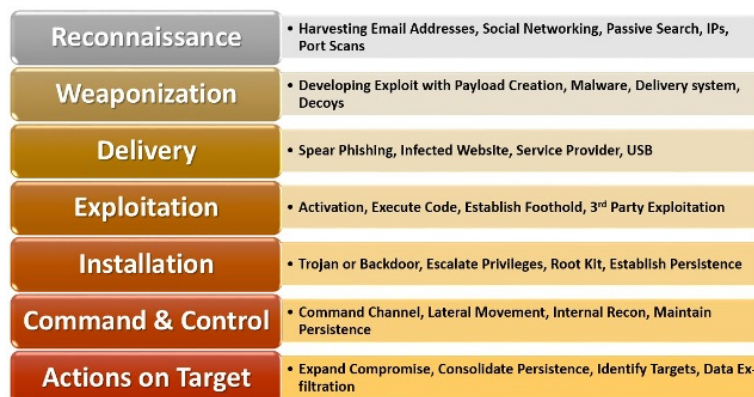 Reconnaissance
• Harvesting Email Addresses, Social Networking, Passive Search, IPs,
Port Scans
Weaponization
• Developing Exploit with Payload Creation, Malware, Delivery system,
Decoys
Delivery
• Spear Phishing, Infected Website, Service Provider, USB
Exploitation
• Activation, Execute Code, Establish Foothold, 3rd Party Exploitation
Installation
• Trojan or Backdoor, Escalate Privileges, Root Kit, Establish Persistence
Command & Control
• Command Channel, Lateral Movement, Internal Recon, Maintain
Persistence
Actions on Target
• Expand Compromise, Consolidate Persistence, Identify Targets, Data Ex-
filtration